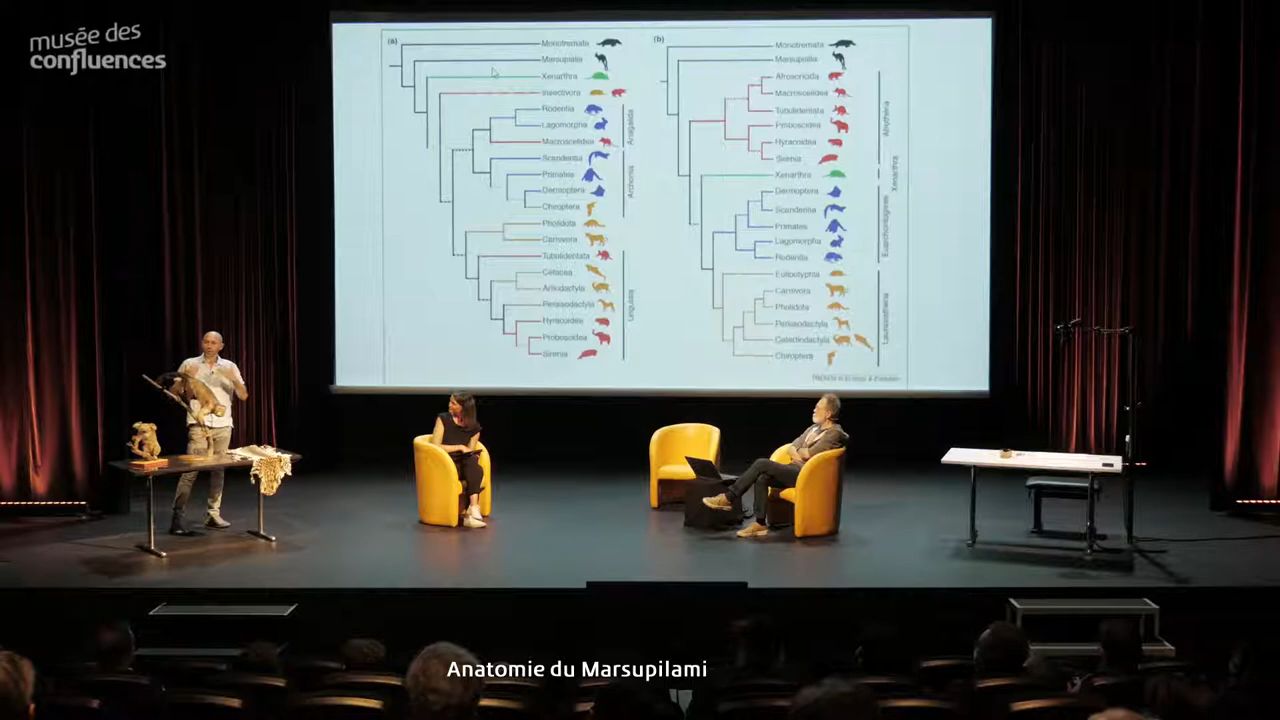 musée des
confluences
(a)
Monotremata
Marsupialia
Xenarthra
Insectivora
Rodentia
Lagomorpha
Macroscelidea
Scandentia
Primates
Dermoptera
Chiroptera
Pholidota
Carnivora
Tubulidentata
Cetacea
Artiodactyla
Perissodactyla
Hyracoidea
Proboscidea
Sirenia
Anagalida
Archonta
Ungulata
(b)
Monotremata
Marsupialia
Afrosoricida
Macroscelidea
Tubulidentata
Proboscidea
Hyracoidea
Sirenia
Xenarthra
Dermoptera
Scandentia
Primates
Lagomorpha
Rodentia
Eulipotyphla
Carnivora
Pholidota
Perissodactyla
Cetartiodactyla
Chiroptera
Afrotheria
Xenarthra
Euarchontoglires
Laurasiatheria
Anatomie du Marsupilami